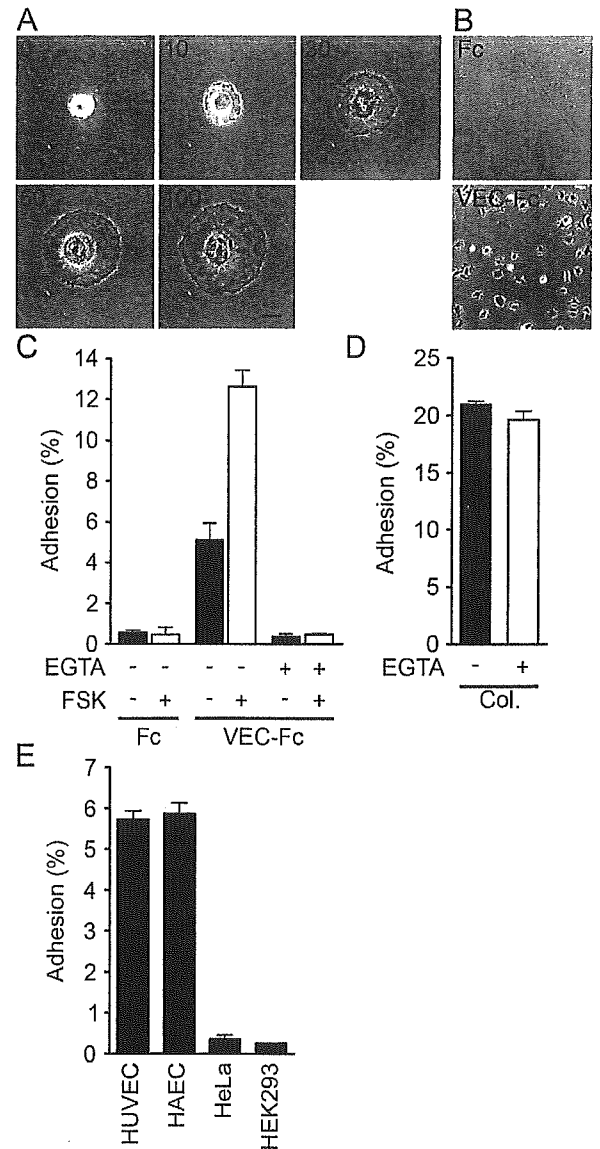 A
B
0
10
30
Fc
60
100
VEC-Fc
C
14
12
10
8
6
4
2
0
Adhesion (%)
EGTA - - - - + +
FSK - + - + - +
Fc
VEC-Fc
D
25
20
15
10
5
0
Adhesion (%)
EGTA - +
Col.
E
7
6
5
4
3
2
1
0
Adhesion (%)
HUVEC
HAEC
HeLa
HEK293